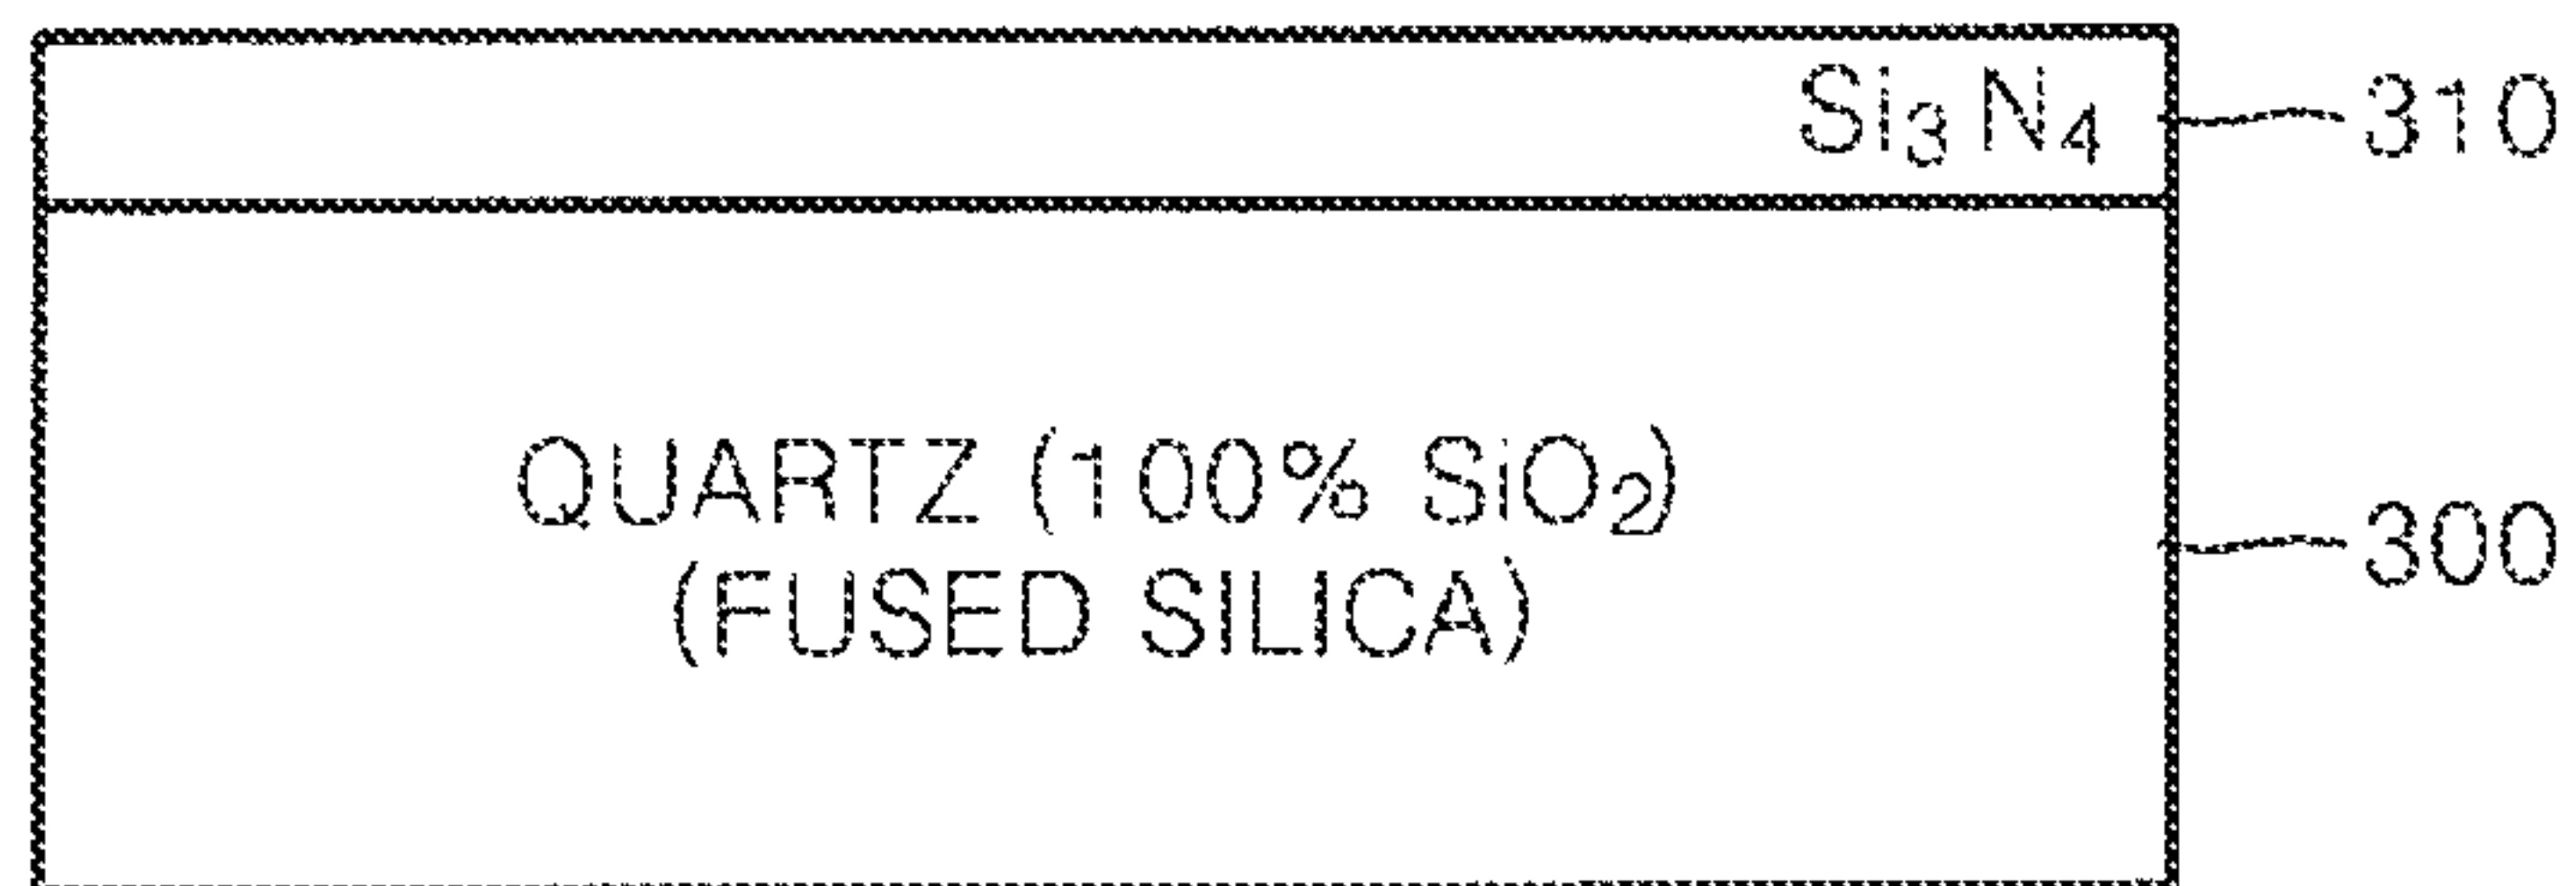 Si₃N₄ 310
QUARTZ (100% SiO₂)
(FUSED SILICA)
300